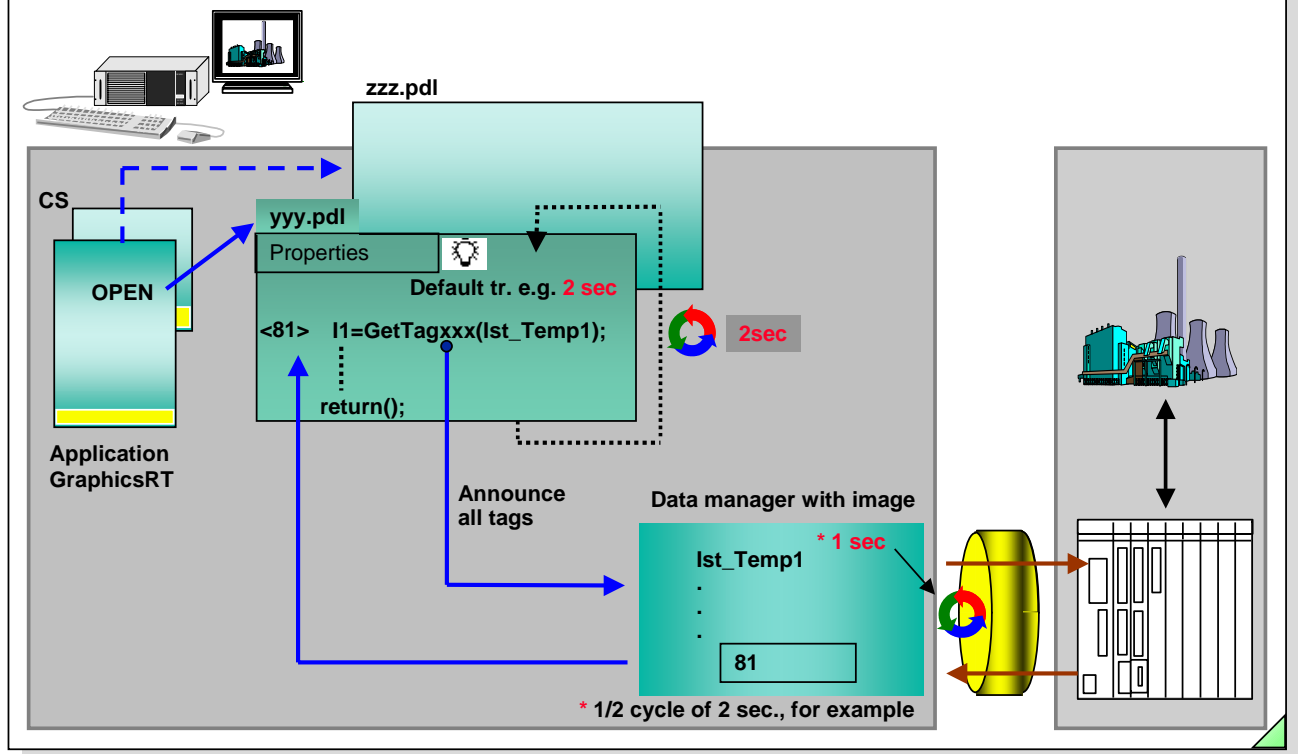 zzz.pdl
CS
yyy.pdl
Properties
OPEN
Default tr. e.g. 2 sec
<81> I1=GetTagxxx(Ist_Temp1);
2sec
return();
Application
GraphicsRT
Announce
all tags
Data manager with image
* 1 sec
Ist_Temp1
.
.
.
81
* 1/2 cycle of 2 sec., for example